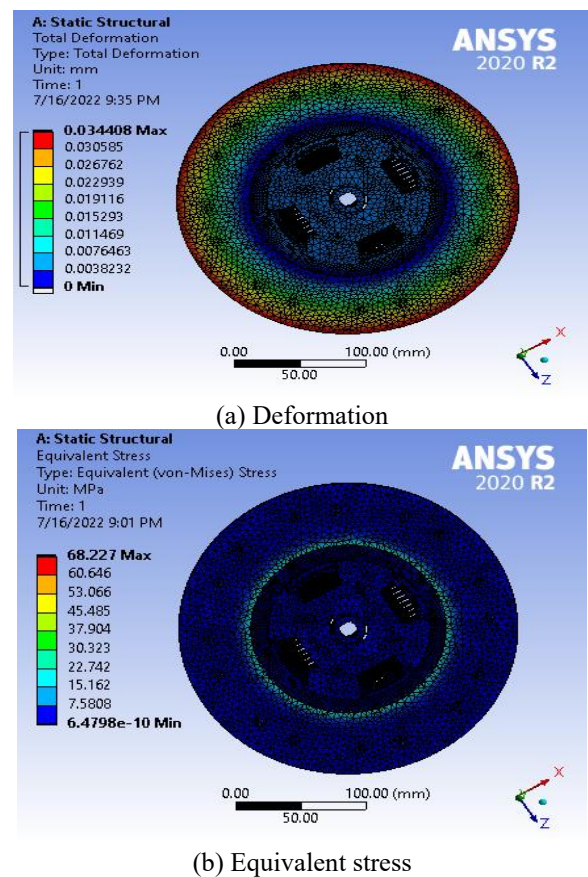 A: Static Structural
Total Deformation
Type: Total Deformation
Unit: mm
Time: 1
7/16/2022 9:35 PM
ANSYS
2020 R2
0.034408 Max
0.030585
0.026762
0.022939
0.019116
0.015293
0.011469
0.0076463
0.0038232
0 Min
0.00
100.00 (mm)
50.00
X
Y
Z
(a) Deformation
A: Static Structural
Equivalent Stress
Type: Equivalent (von-Mises) Stress
Unit: MPa
Time: 1
7/16/2022 9:01 PM
ANSYS
2020 R2
68.227 Max
60.646
53.066
45.485
37.904
30.323
22.742
15.162
7.5808
6.4798e-10 Min
0.00
100.00 (mm)
50.00
X
Y
Z
(b) Equivalent stress